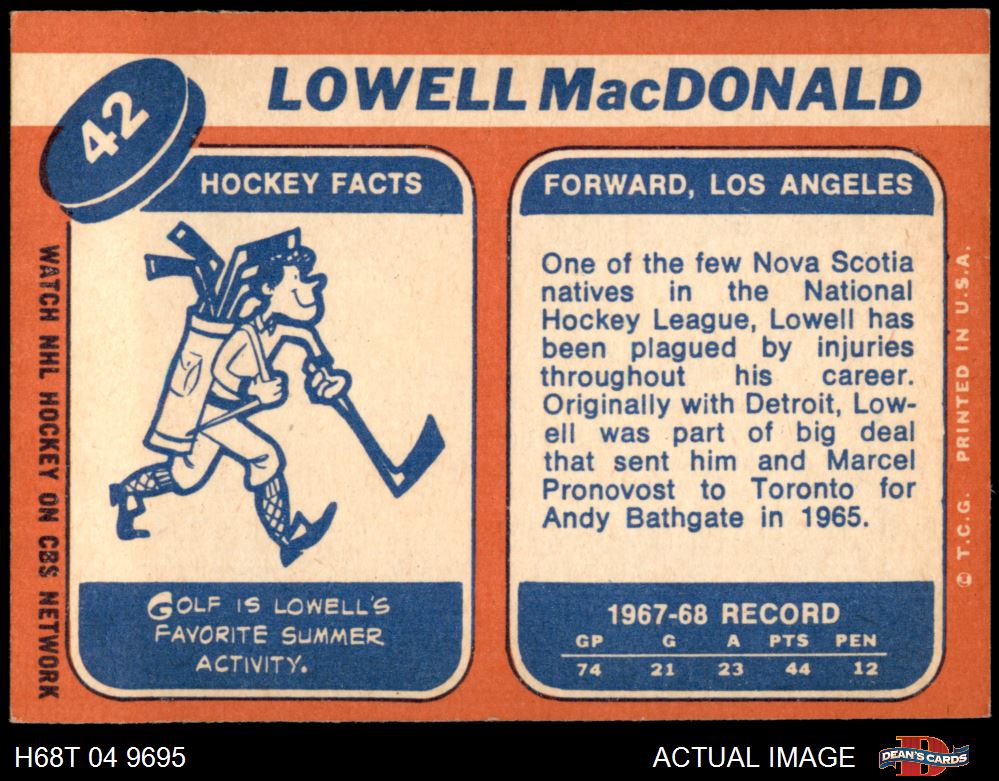 42
LOWELL MacDONALD
HOCKEY FACTS
GOLF IS LOWELL'S
FAVORITE SUMMER
ACTIVITY.
WATCH NHL HOCKEY ON CBS NETWORK
FORWARD, LOS ANGELES
One of the few Nova Scotia
natives in the National
Hockey League, Lowell has
been plagued by injuries
throughout his career.
Originally with Detroit, Low-
ell was part of big deal
that sent him and Marcel
Pronovost to Toronto for
Andy Bathgate in 1965.
1967-68 RECORD
GP G A PTS PEN
74 21 23 44 12
© T.C.G. PRINTED IN U.S.A.
H68T 04 9695
ACTUAL IMAGE
DEAN'S CARDS